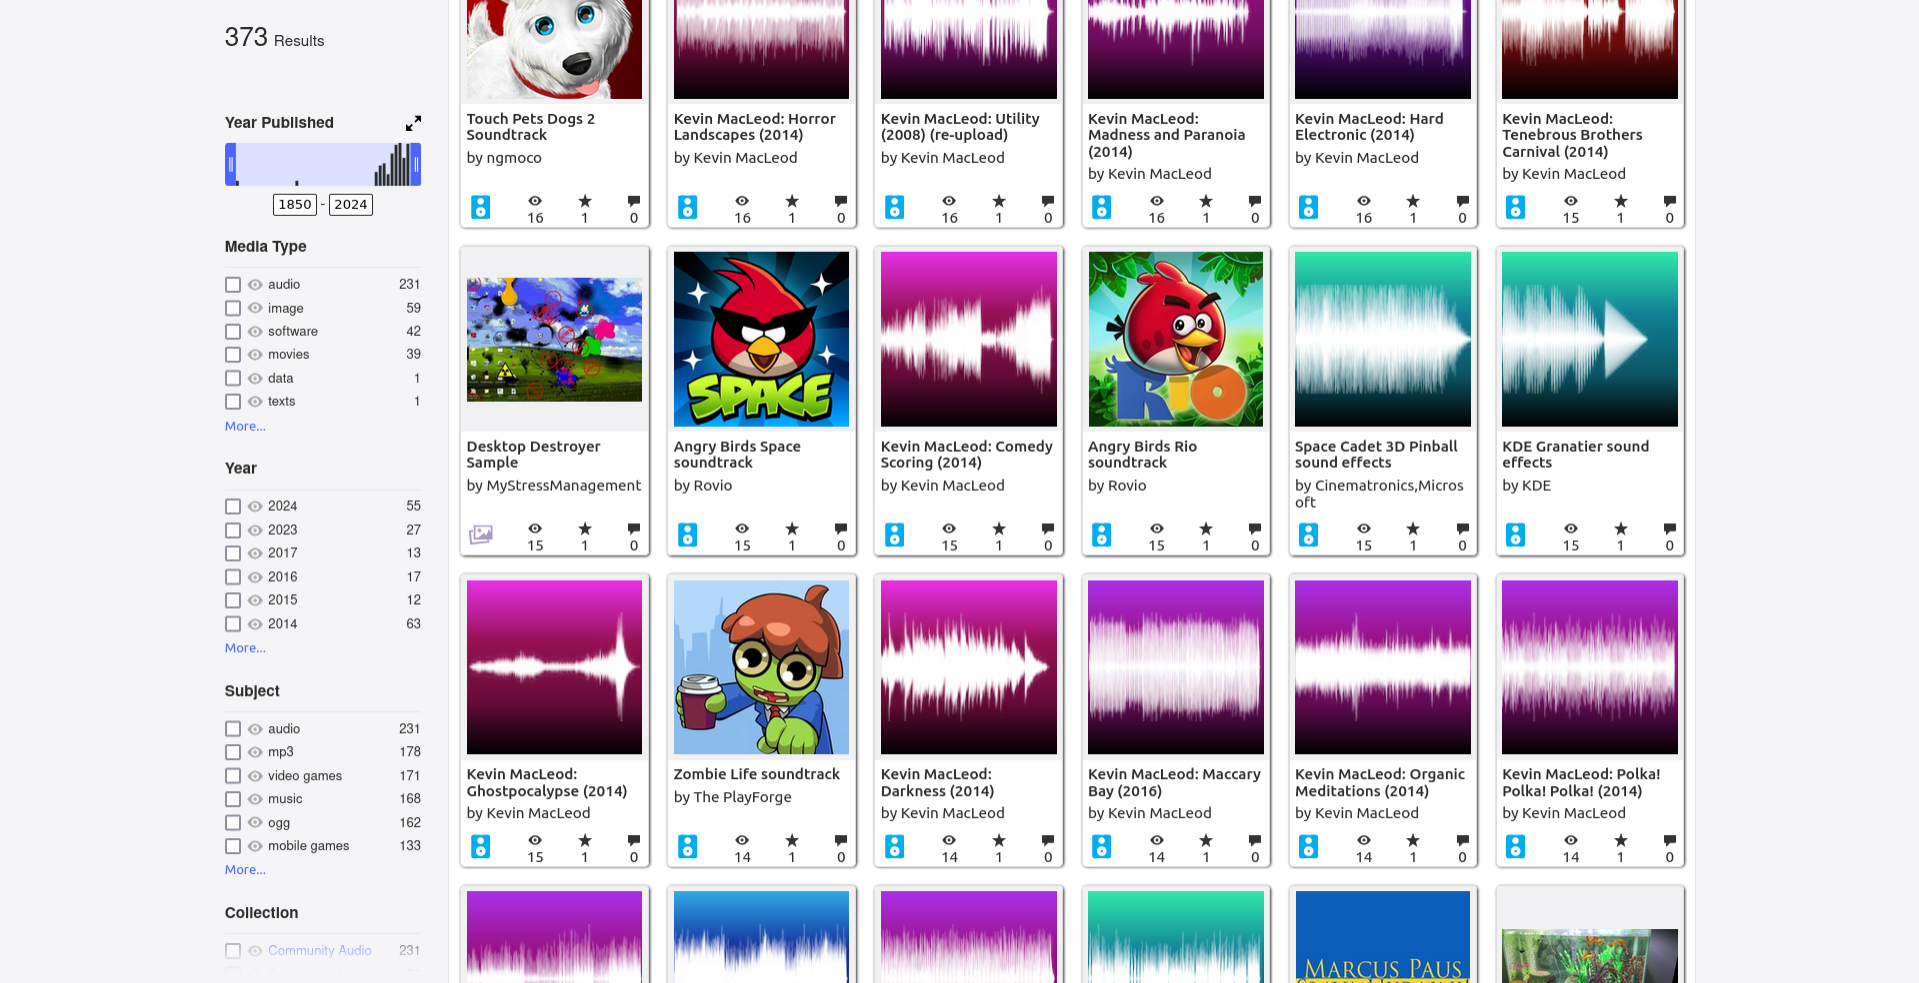 373 Results
Year Published
1850 - 2024
Media Type
audio 231
image 59
software 42
movies 39
data 1
texts 1
More...
Year
2024 55
2023 27
2017 13
2016 17
2015 12
2014 63
More...
Subject
audio 231
mp3 178
video games 171
music 168
ogg 162
mobile games 133
More...
Collection
Community Audio 231
Touch Pets Dogs 2
Soundtrack
by ngmoco
16 1 0
Kevin MacLeod: Horror
Landscapes (2014)
by Kevin MacLeod
16 1 0
Kevin MacLeod: Utility
(2008) (re-upload)
by Kevin MacLeod
16 1 0
Kevin MacLeod:
Madness and Paranoia
(2014)
by Kevin MacLeod
16 1 0
Kevin MacLeod: Hard
Electronic (2014)
by Kevin MacLeod
16 1 0
Kevin MacLeod:
Tenebrous Brothers
Carnival (2014)
by Kevin MacLeod
15 1 0
Desktop Destroyer
Sample
by MyStressManagement
15 1 0
SPACE
Angry Birds Space
soundtrack
by Rovio
15 1 0
Kevin MacLeod: Comedy
Scoring (2014)
by Kevin MacLeod
15 1 0
RIO
Angry Birds Rio
soundtrack
by Rovio
15 1 0
Space Cadet 3D Pinball
sound effects
by Cinematronics,Micros
oft
15 1 0
KDE Granatier sound
effects
by KDE
15 1 0
Kevin MacLeod:
Ghostpocalypse (2014)
by Kevin MacLeod
15 1 0
Zombie Life soundtrack
by The PlayForge
14 1 0
Kevin MacLeod:
Darkness (2014)
by Kevin MacLeod
14 1 0
Kevin MacLeod: Maccary
Bay (2016)
by Kevin MacLeod
14 1 0
Kevin MacLeod: Organic
Meditations (2014)
by Kevin MacLeod
14 1 0
Kevin MacLeod: Polka!
Polka! Polka! (2014)
by Kevin MacLeod
14 1 0
MARCUS PAUS